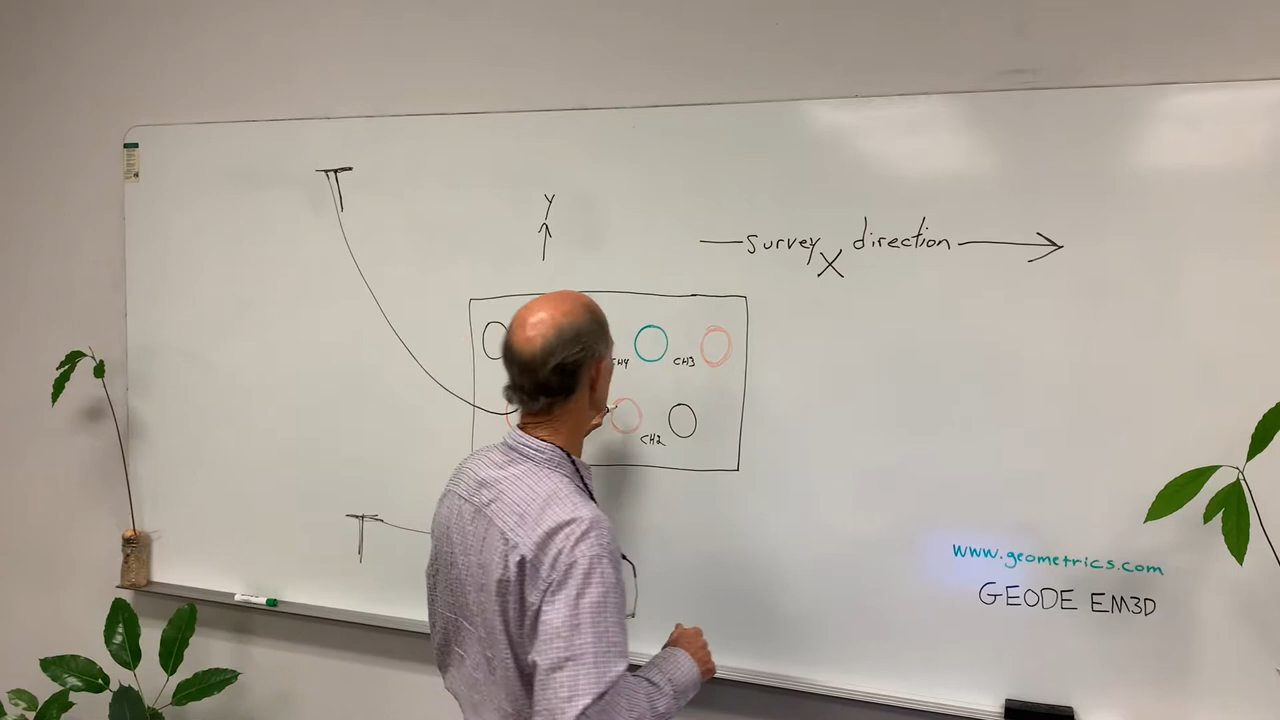 Y
survey direction
X
CH4 CH3
CH2
www.geometrics.com
GEODE EM3D